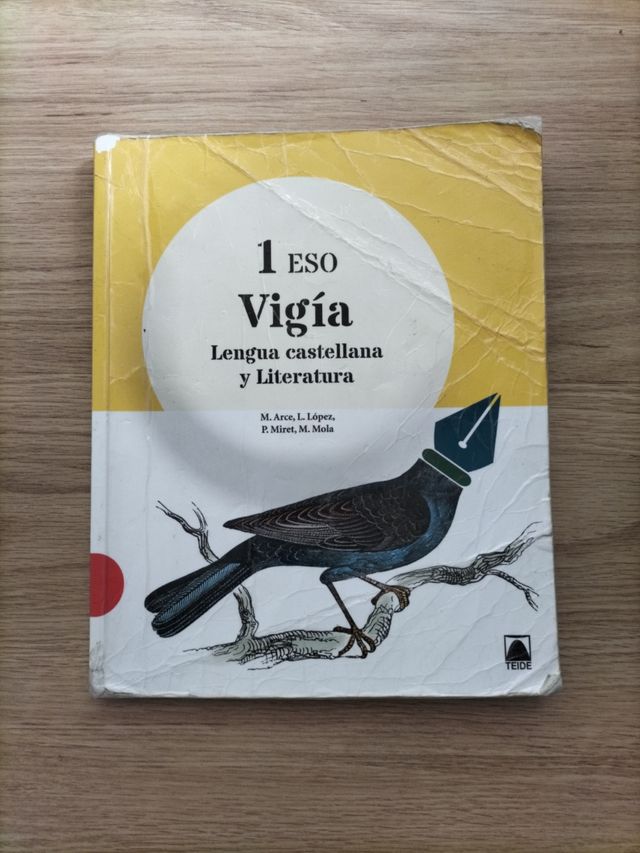 1 ESO
Vigía
Lengua castellana
y Literatura
M. Arce, L. López,
P. Miret, M. Mola
TEIDE